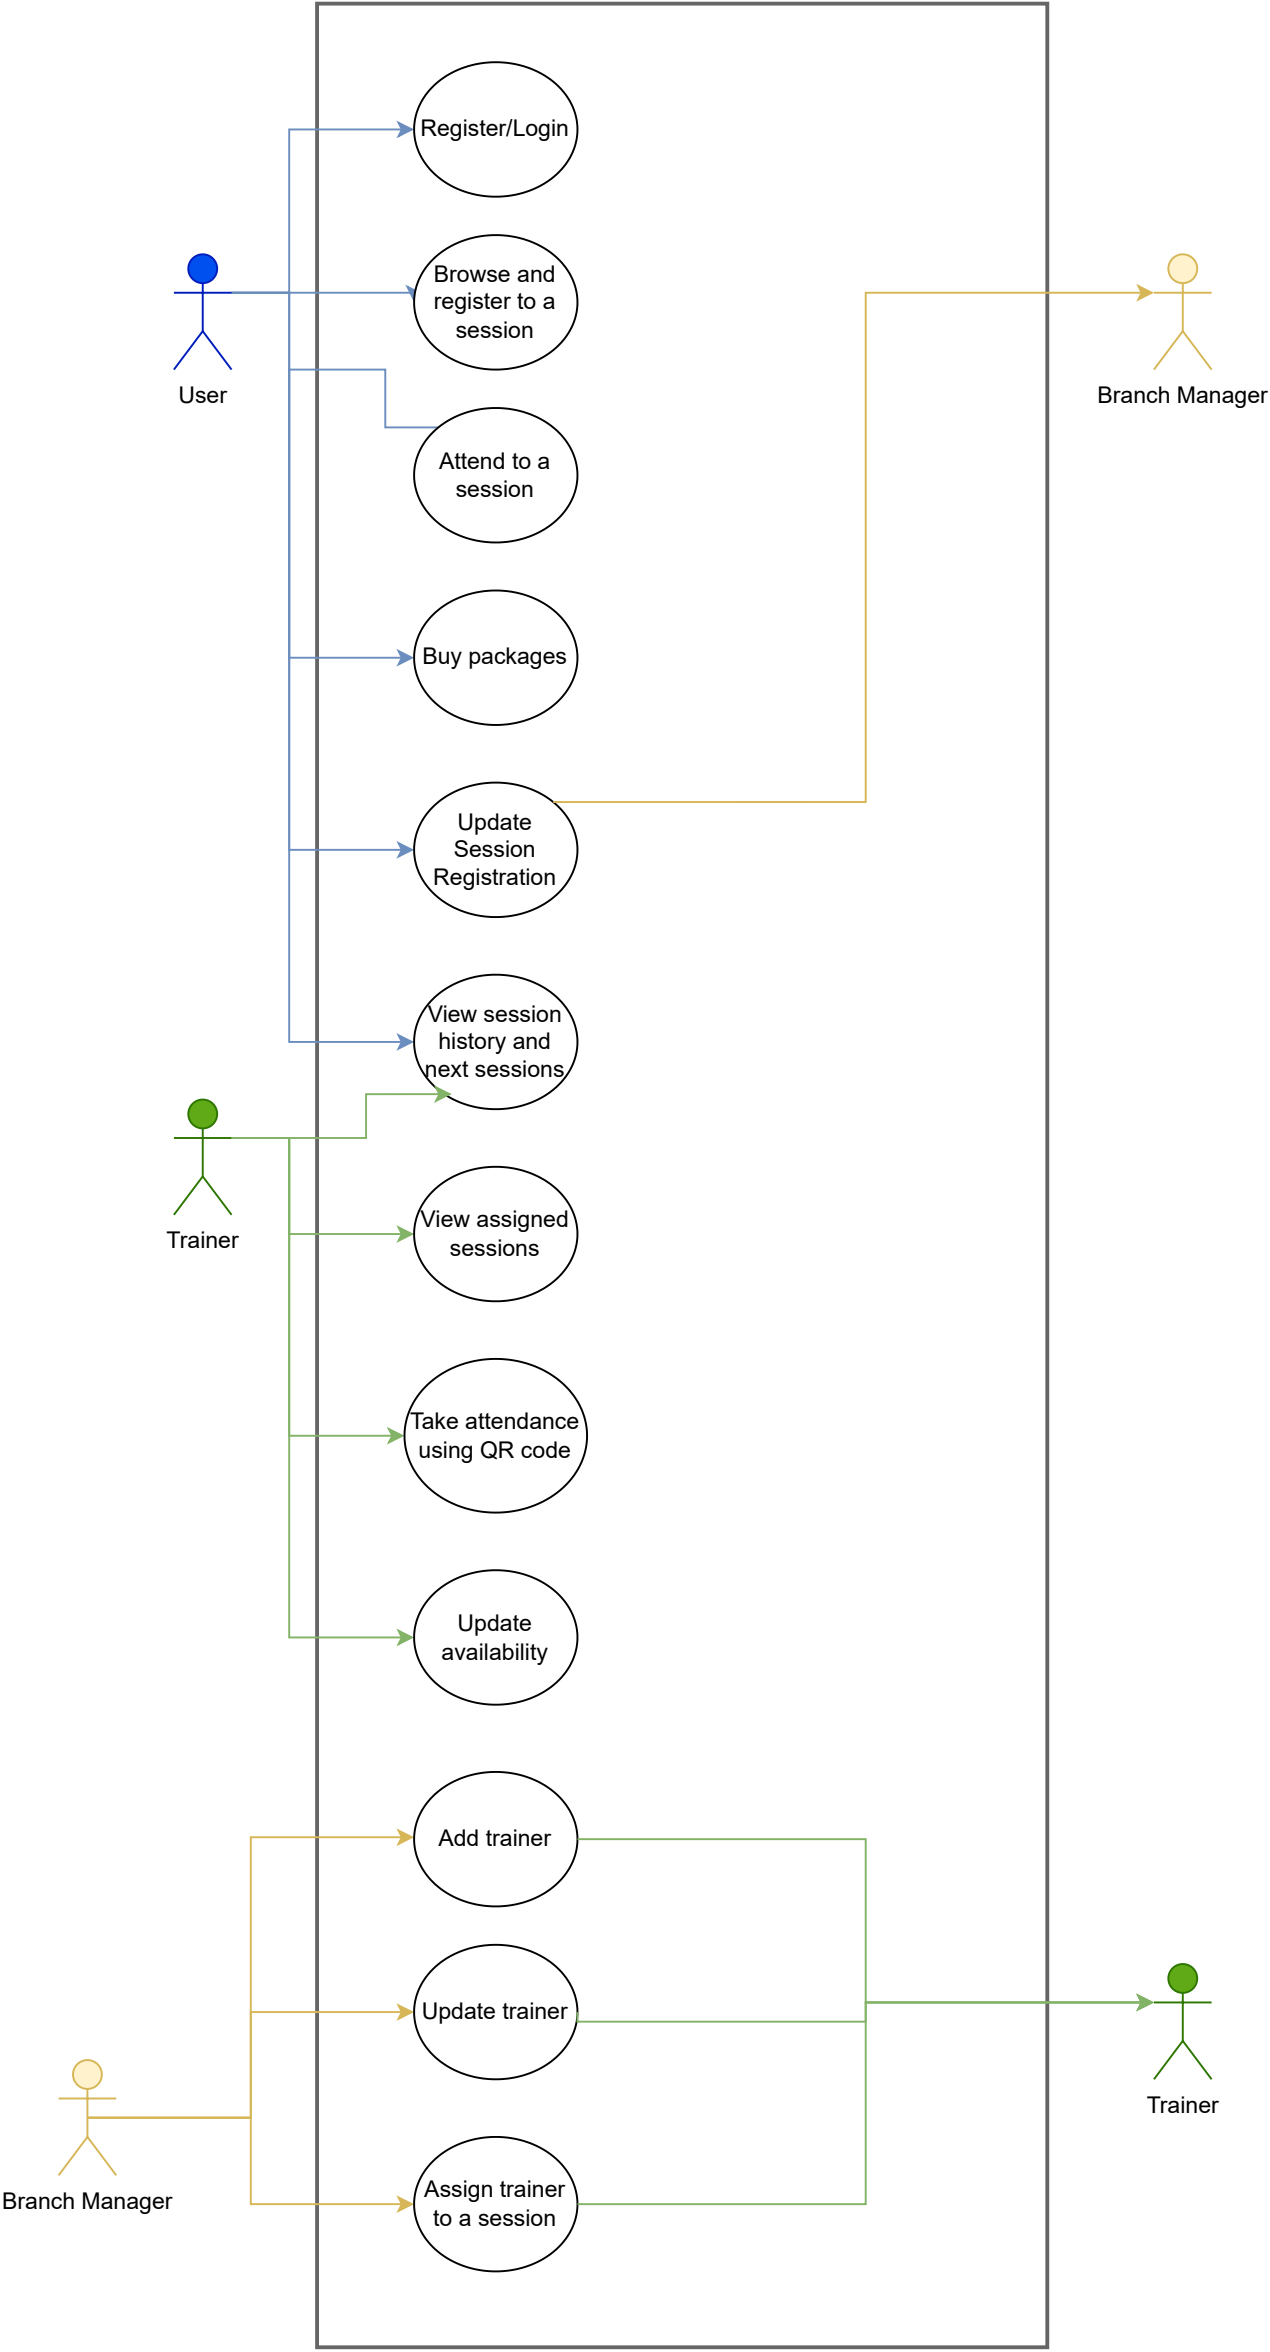 Register/Login
Browse and
register to a
session
User
Branch Manager
Attend to a
session
Buy packages
Update
Session
Registration
View session
history and
next sessions
Trainer
View assigned
sessions
Take attendance
using QR code
Update
availability
Add trainer
Update trainer
Trainer
Branch Manager
Assign trainer
to a session